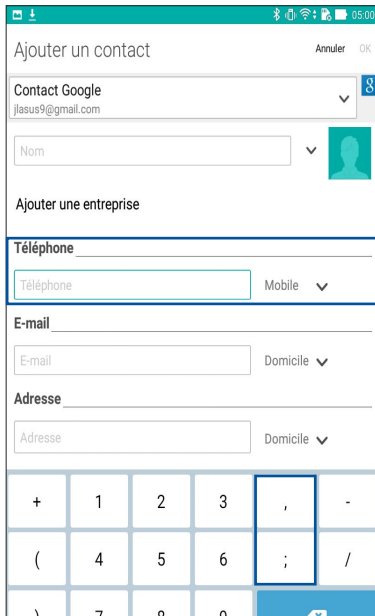 05:00
Ajouter un contact Annuler OK
Contact Google
jlasus9@gmail.com
8
Nom
Ajouter une entreprise
Téléphone
Téléphone Mobile
E-mail
E-mail Domicile
Adresse
Adresse Domicile
+ 1 2 3 , -
( 4 5 6 ; /
) 7 8 9